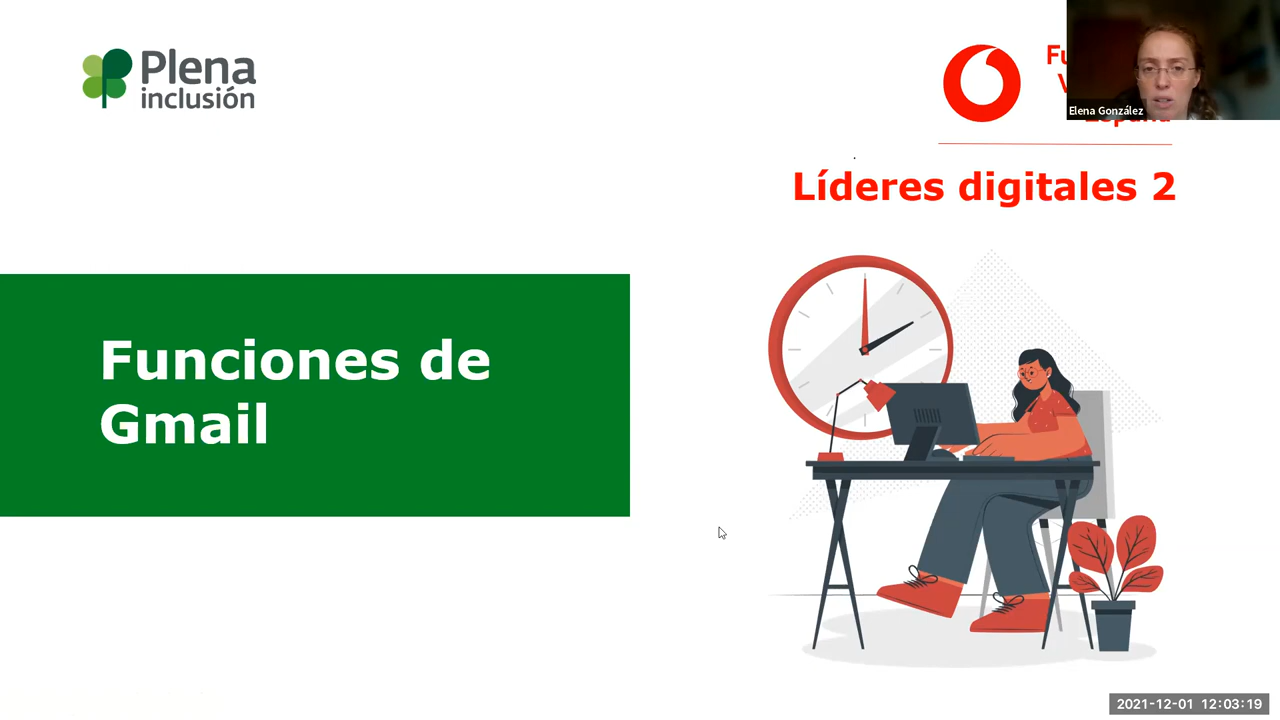 Plena
inclusión
Elena González
Líderes digitales 2
Funciones de
Gmail
2021-12-01 12:03:19